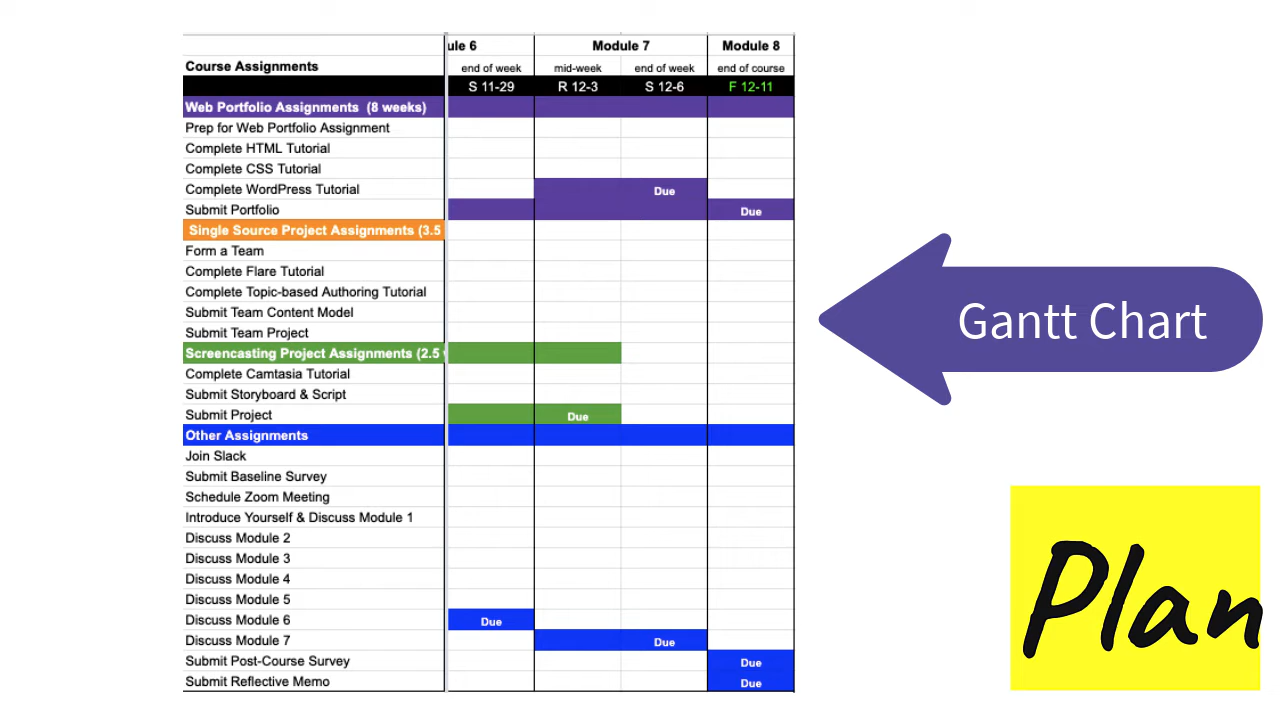 ule 6 Module 7 Module 8
Course Assignments end of week mid-week end of week end of course
S 11-29 R 12-3 S 12-6 F 12-11
Web Portfolio Assignments (8 weeks)
Prep for Web Portfolio Assignment
Complete HTML Tutorial
Complete CSS Tutorial
Complete WordPress Tutorial Due
Submit Portfolio Due
Single Source Project Assignments (3.5
Form a Team
Complete Flare Tutorial
Complete Topic-based Authoring Tutorial
Submit Team Content Model
Submit Team Project
Screencasting Project Assignments (2.5
Complete Camtasia Tutorial
Submit Storyboard & Script
Submit Project Due
Other Assignments
Join Slack
Submit Baseline Survey
Schedule Zoom Meeting
Introduce Yourself & Discuss Module 1
Discuss Module 2
Discuss Module 3
Discuss Module 4
Discuss Module 5
Discuss Module 6 Due
Discuss Module 7 Due
Submit Post-Course Survey Due
Submit Reflective Memo Due
Gantt Chart
Plan